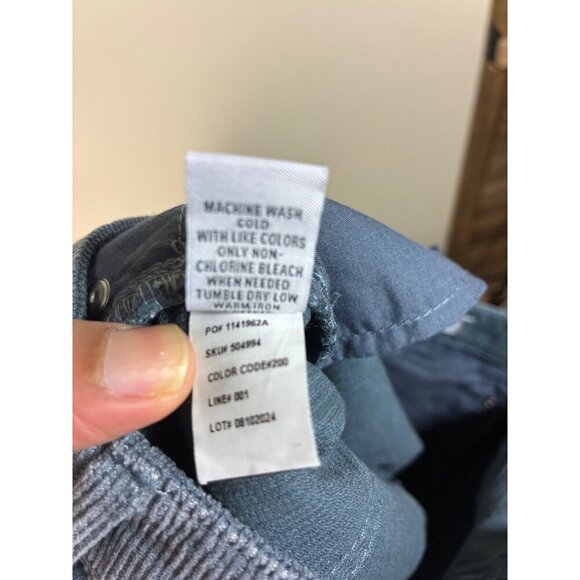 MACHINE WASH
COLD
WITH LIKE COLORS
ONLY NON-
CHLORINE BLEACH
WHEN NEEDED
TUMBLE DRY LOW
WARM IRON
PO# 1141962A
SKU# 504994
COLOR CODE#200
LINE# 001
LOT# 08102024